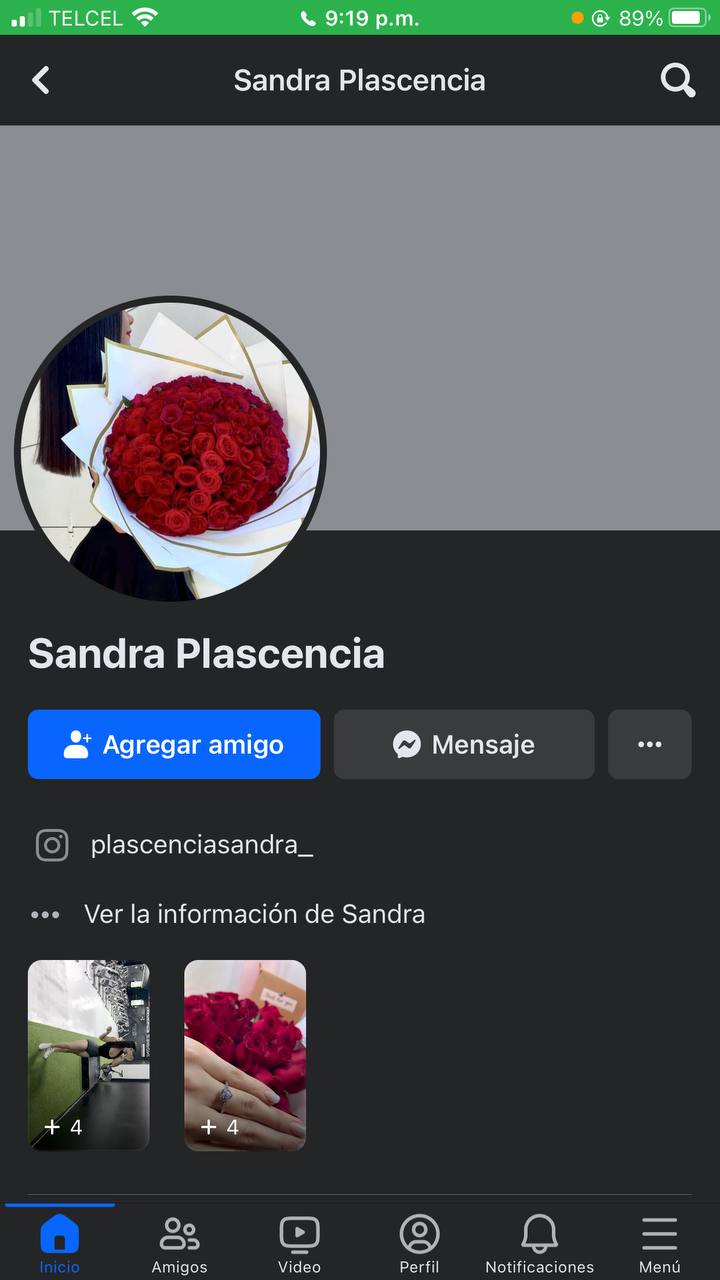 TELCEL 9:19 p.m. 89%
Sandra Plascencia
Sandra Plascencia
Agregar amigo Mensaje
plascenciasandra_
Ver la información de Sandra
+ 4 + 4
Inicio Amigos Video Perfil Notificaciones Menú